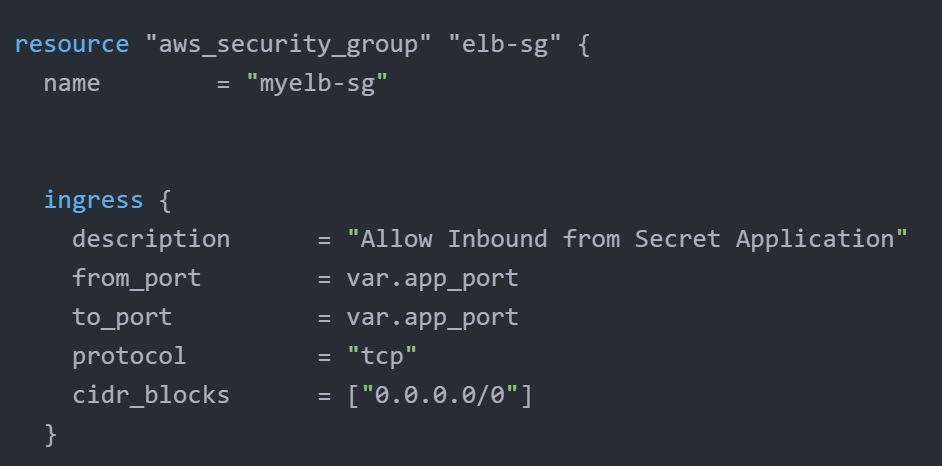 resource "aws_security_group" "elb-sg" {
  name        = "myelb-sg"
  ingress {
    description      = "Allow Inbound from Secret Application"
    from_port        = var.app_port
    to_port          = var.app_port
    protocol         = "tcp"
    cidr_blocks      = ["0.0.0.0/0"]
  }